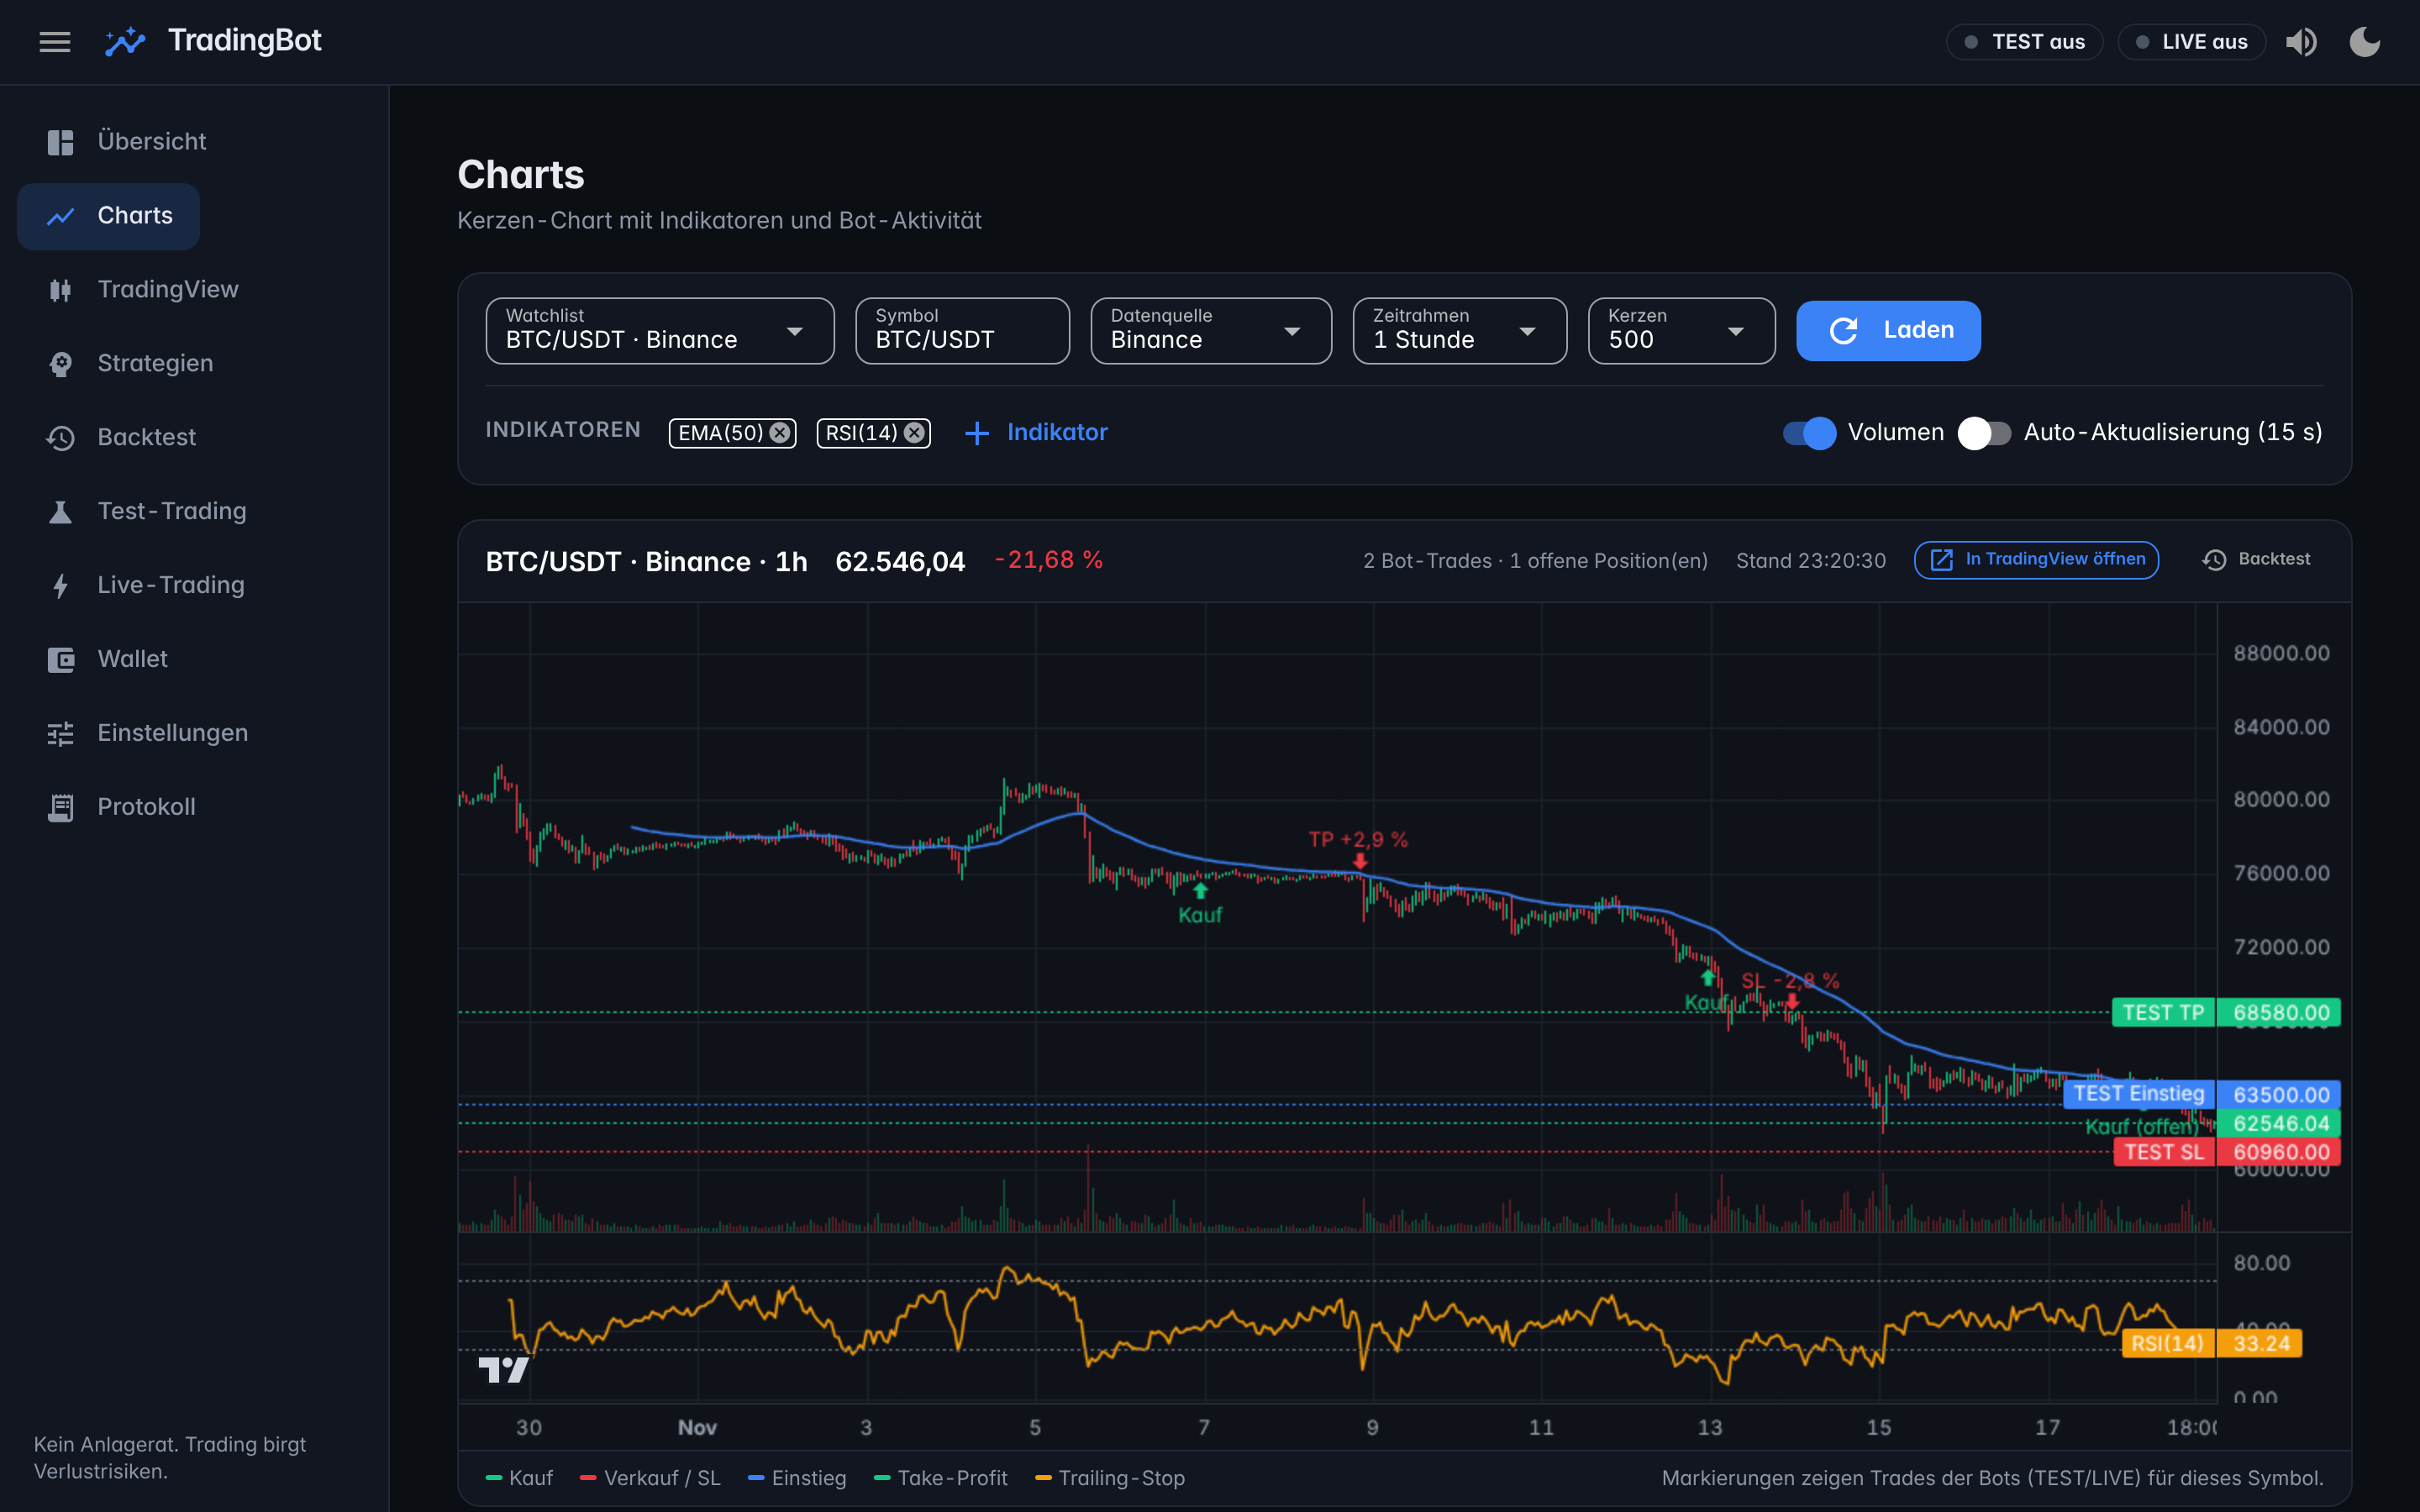 TradingBot
TEST aus
LIVE aus
Übersicht
Charts
TradingView
Strategien
Backtest
Test-Trading
Live-Trading
Wallet
Einstellungen
Protokoll
Kein Anlagerat. Trading birgt
Verlustrisiken.
Charts
Kerzen-Chart mit Indikatoren und Bot-Aktivität
Watchlist
BTC/USDT · Binance
Symbol
BTC/USDT
Datenquelle
Binance
Zeitrahmen
1 Stunde
Kerzen
500
Laden
INDIKATOREN
EMA(50)
RSI(14)
Indikator
Volumen
Auto-Aktualisierung (15 s)
BTC/USDT · Binance · 1h 62.546,04 -21,68 %
2 Bot-Trades · 1 offene Position(en)
Stand 23:20:30
In TradingView öffnen
Backtest
88000.00
84000.00
80000.00
TP +2,9 %
76000.00
Kauf
72000.00
SL -2,8 %
Kauf
TEST TP 68580.00
TEST Einstieg 63500.00
Kauf (offen) 62546.04
TEST SL 60960.00
60000.00
80.00
40.00
RSI(14) 33.24
0.00
30 Nov 3 5 7 9 11 13 15 17
Kauf
Verkauf / SL
Einstieg
Take-Profit
Trailing-Stop
Markierungen zeigen Trades der Bots (TEST/LIVE) für dieses Symbol.